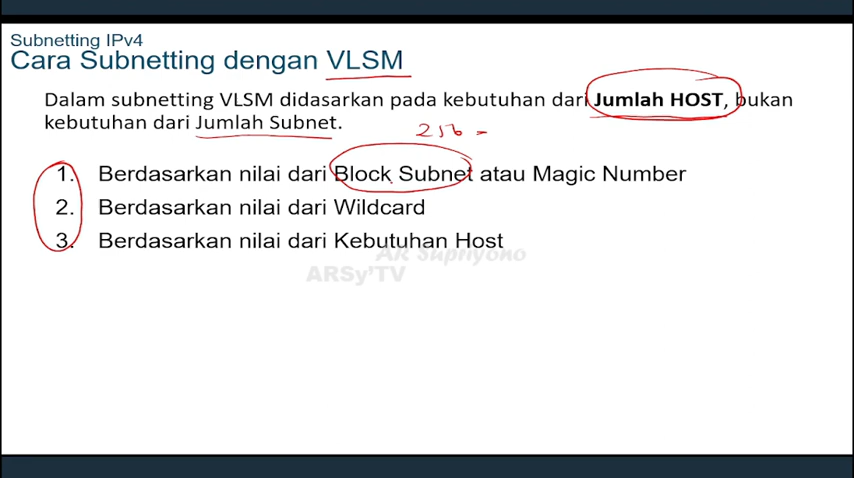 Subnetting IPv4
Cara Subnetting dengan VLSM
Dalam subnetting VLSM didasarkan pada kebutuhan dari Jumlah HOST, bukan
kebutuhan dari Jumlah Subnet.
256 -
1. Berdasarkan nilai dari Block Subnet atau Magic Number
2. Berdasarkan nilai dari Wildcard
3. Berdasarkan nilai dari Kebutuhan Host
AR Supriyono
ARSy'TV